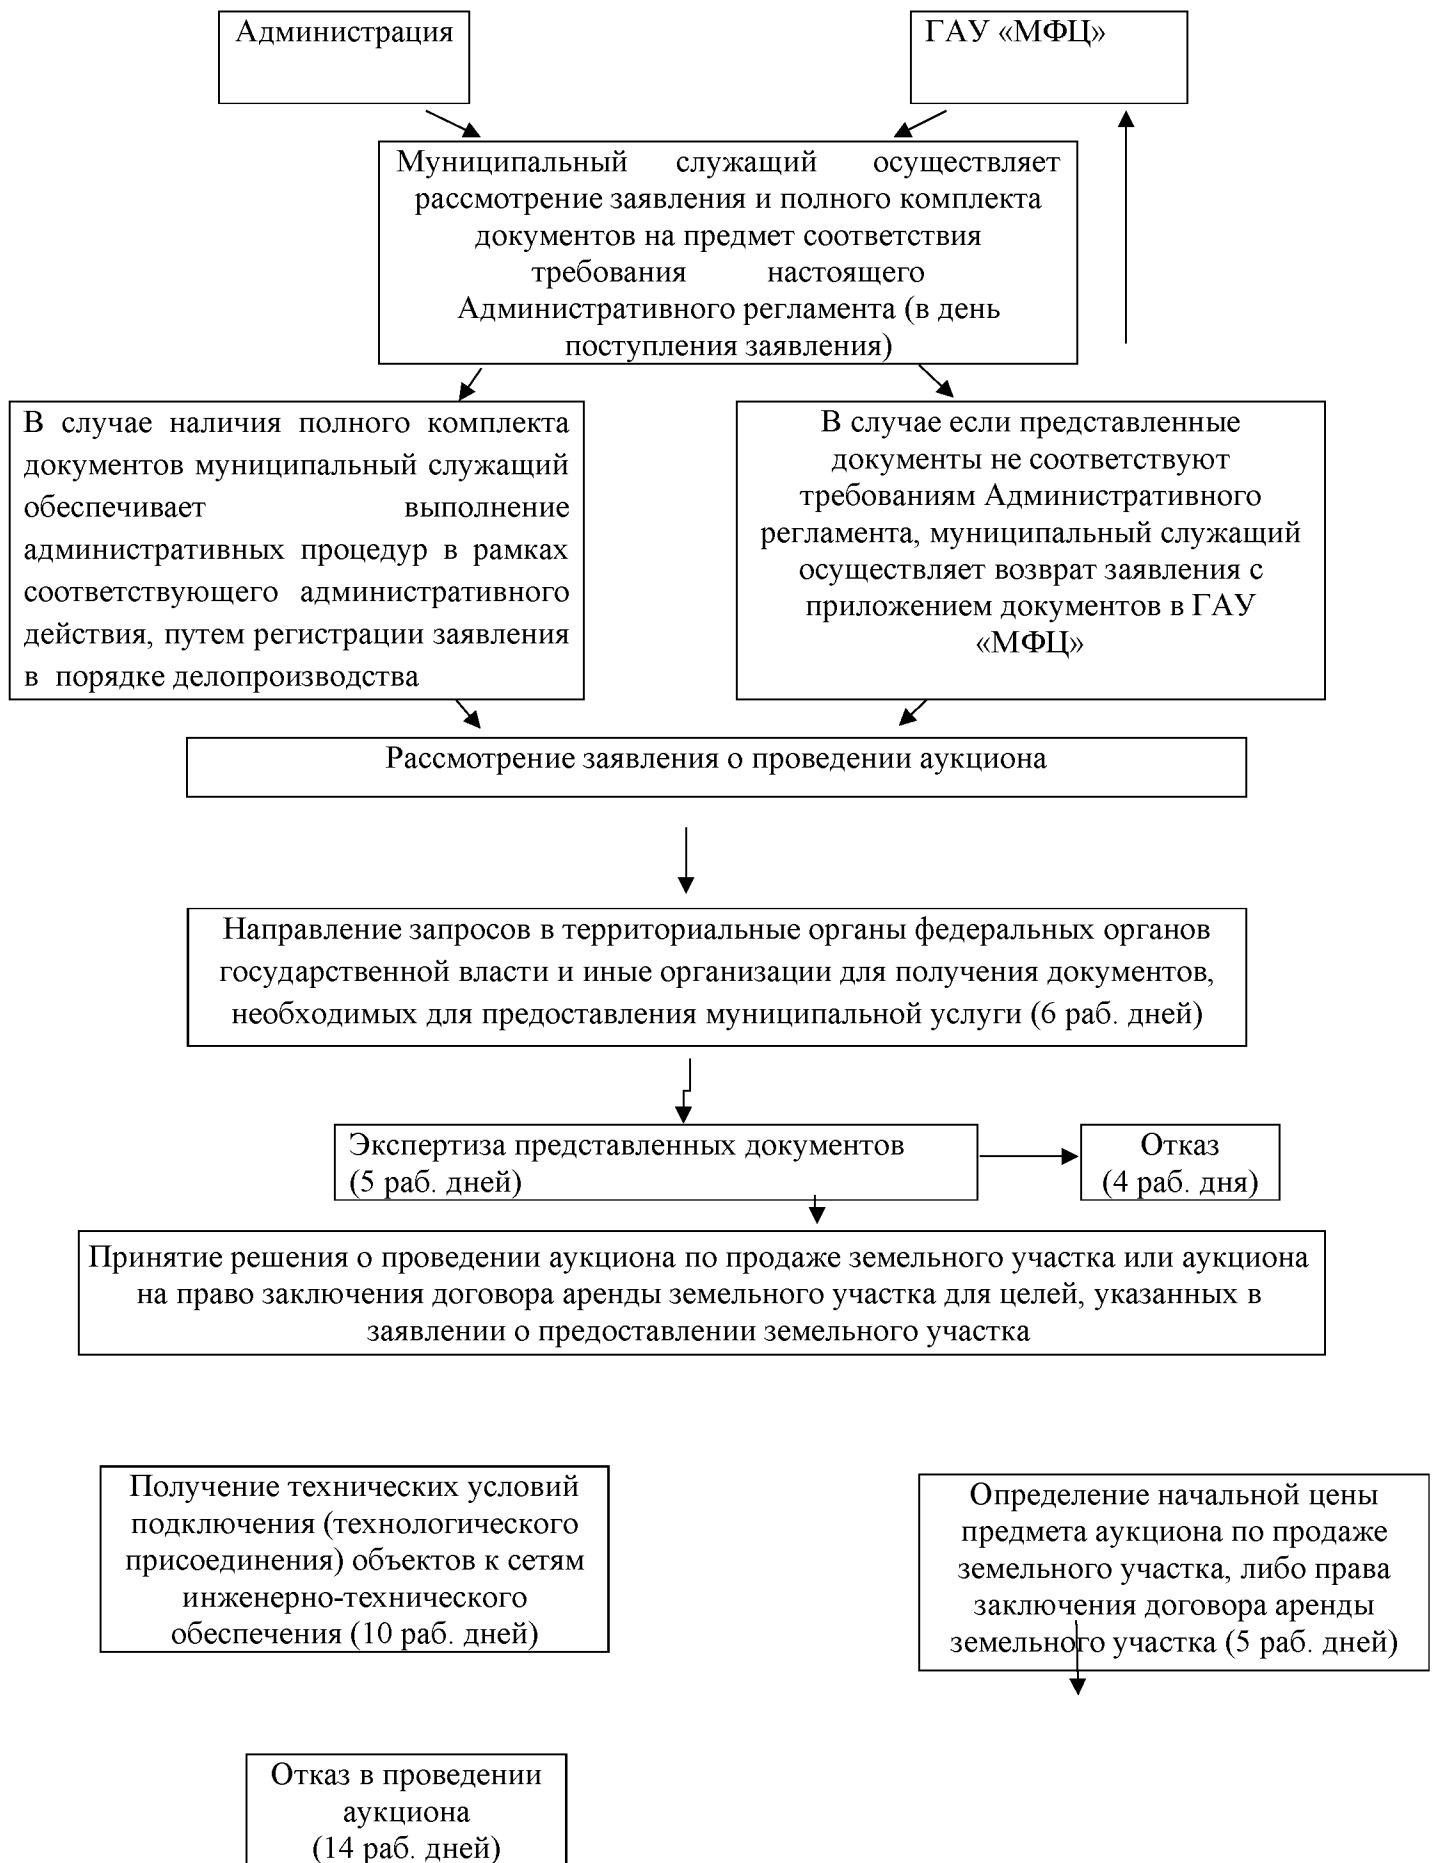 Администрация
ГАУ «МФЦ»
Муниципальный служащий осуществляет
рассмотрение заявления и полного комплекта
документов на предмет соответствия
требования настоящего
Административного регламента (в день
поступления заявления)
В случае наличия полного комплекта
документов муниципальный служащий
обеспечивает выполнение
административных процедур в рамках
соответствующего административного
действия, путем регистрации заявления
в порядке делопроизводства
В случае если представленные
документы не соответствуют
требованиям Административного
регламента, муниципальный служащий
осуществляет возврат заявления с
приложением документов в ГАУ
«МФЦ»
Рассмотрение заявления о проведении аукциона
Направление запросов в территориальные органы федеральных органов
государственной власти и иные организации для получения документов,
необходимых для предоставления муниципальной услуги (6 раб. дней)
Экспертиза представленных документов
(5 раб. дней)
Отказ
(4 раб. дня)
Принятие решения о проведении аукциона по продаже земельного участка или аукциона
на право заключения договора аренды земельного участка для целей, указанных в
заявлении о предоставлении земельного участка
Получение технических условий
подключения (технологического
присоединения) объектов к сетям
инженерно-технического
обеспечения (10 раб. дней)
Определение начальной цены
предмета аукциона по продаже
земельного участка, либо права
заключения договора аренды
земельного участка (5 раб. дней)
Отказ в проведении
аукциона
(14 раб. дней)